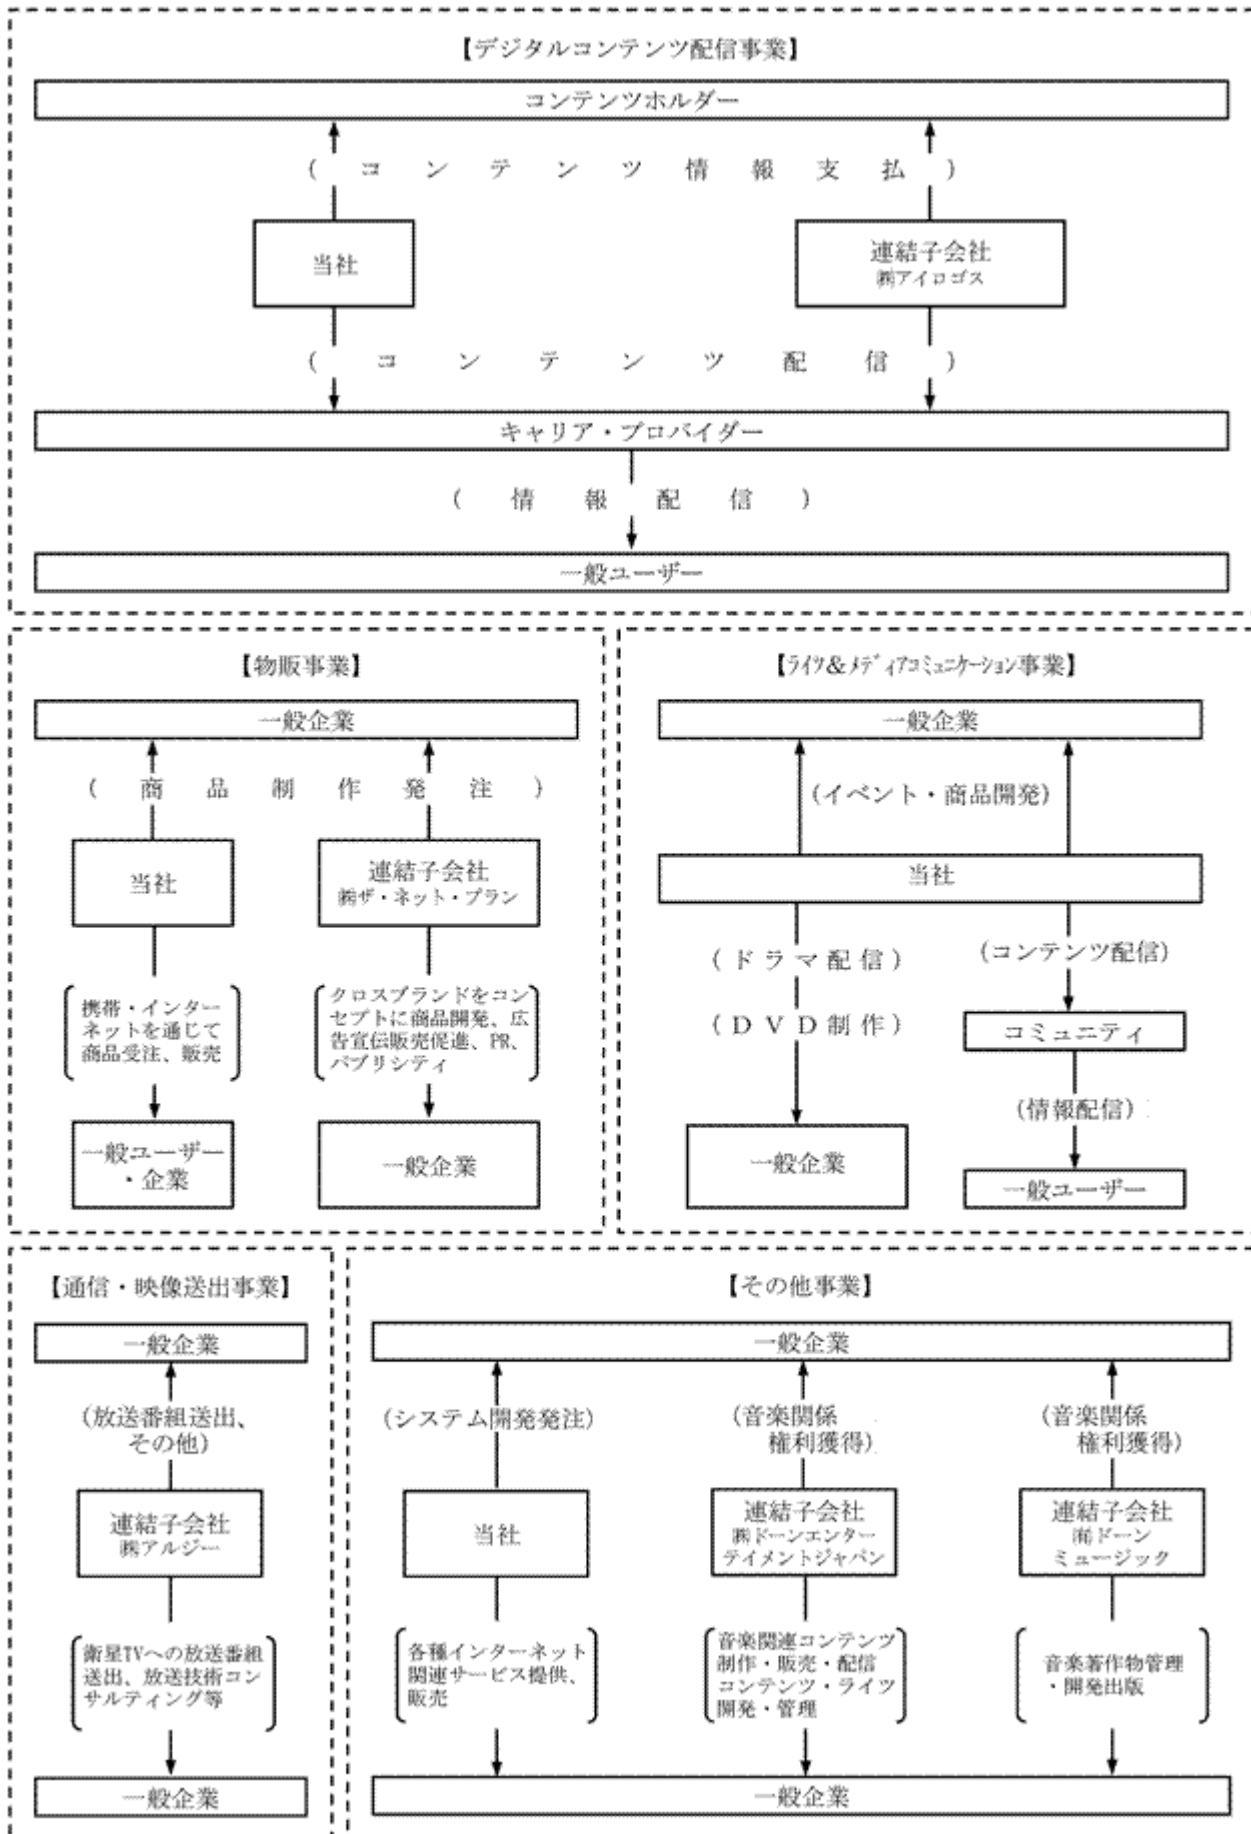 【デジタルコンテンツ配信事業】
コンテンツホルダー
(コンテンツ情報支払)
当社
連結子会社
㈱アイロゴス
(コンテンツ配信)
キャリア・プロバイダー
(情報配信)
一般ユーザー
【物販事業】
一般企業
(商品制作発注)
当社
連結子会社
㈱ザ・ネット・プラン
携帯・インター
ネットを通じて
商品受注、販売
クロスブランドをコン
セプトに商品開発、広
告宣伝販売促進、PR、
パブリシティ
一般ユーザー
・企業
一般企業
【ﾗｲﾂ&ﾒﾃﾞｨｱｺﾐｭﾆｹｰｼｮﾝ事業】
一般企業
(イベント・商品開発)
当社
(ドラマ配信)
(DVD制作)
(コンテンツ配信)
コミュニティ
(情報配信)
一般企業
一般ユーザー
【通信・映像送出事業】
一般企業
(放送番組送出、
その他)
連結子会社
㈱アルジー
衛星TVへの放送番組
送出、放送技術コン
サルティング等
一般企業
【その他事業】
一般企業
(システム開発発注)
(音楽関係
権利獲得)
(音楽関係
権利獲得)
当社
連結子会社
㈱ドーンエンター
テイメントジャパン
連結子会社
㈲ドーン
ミュージック
各種インターネット
関連サービス提供、
販売
音楽関連コンテンツ
制作・販売・配信
コンテンツ・ライツ
開発・管理
音楽著作物管理
・開発出版
一般企業